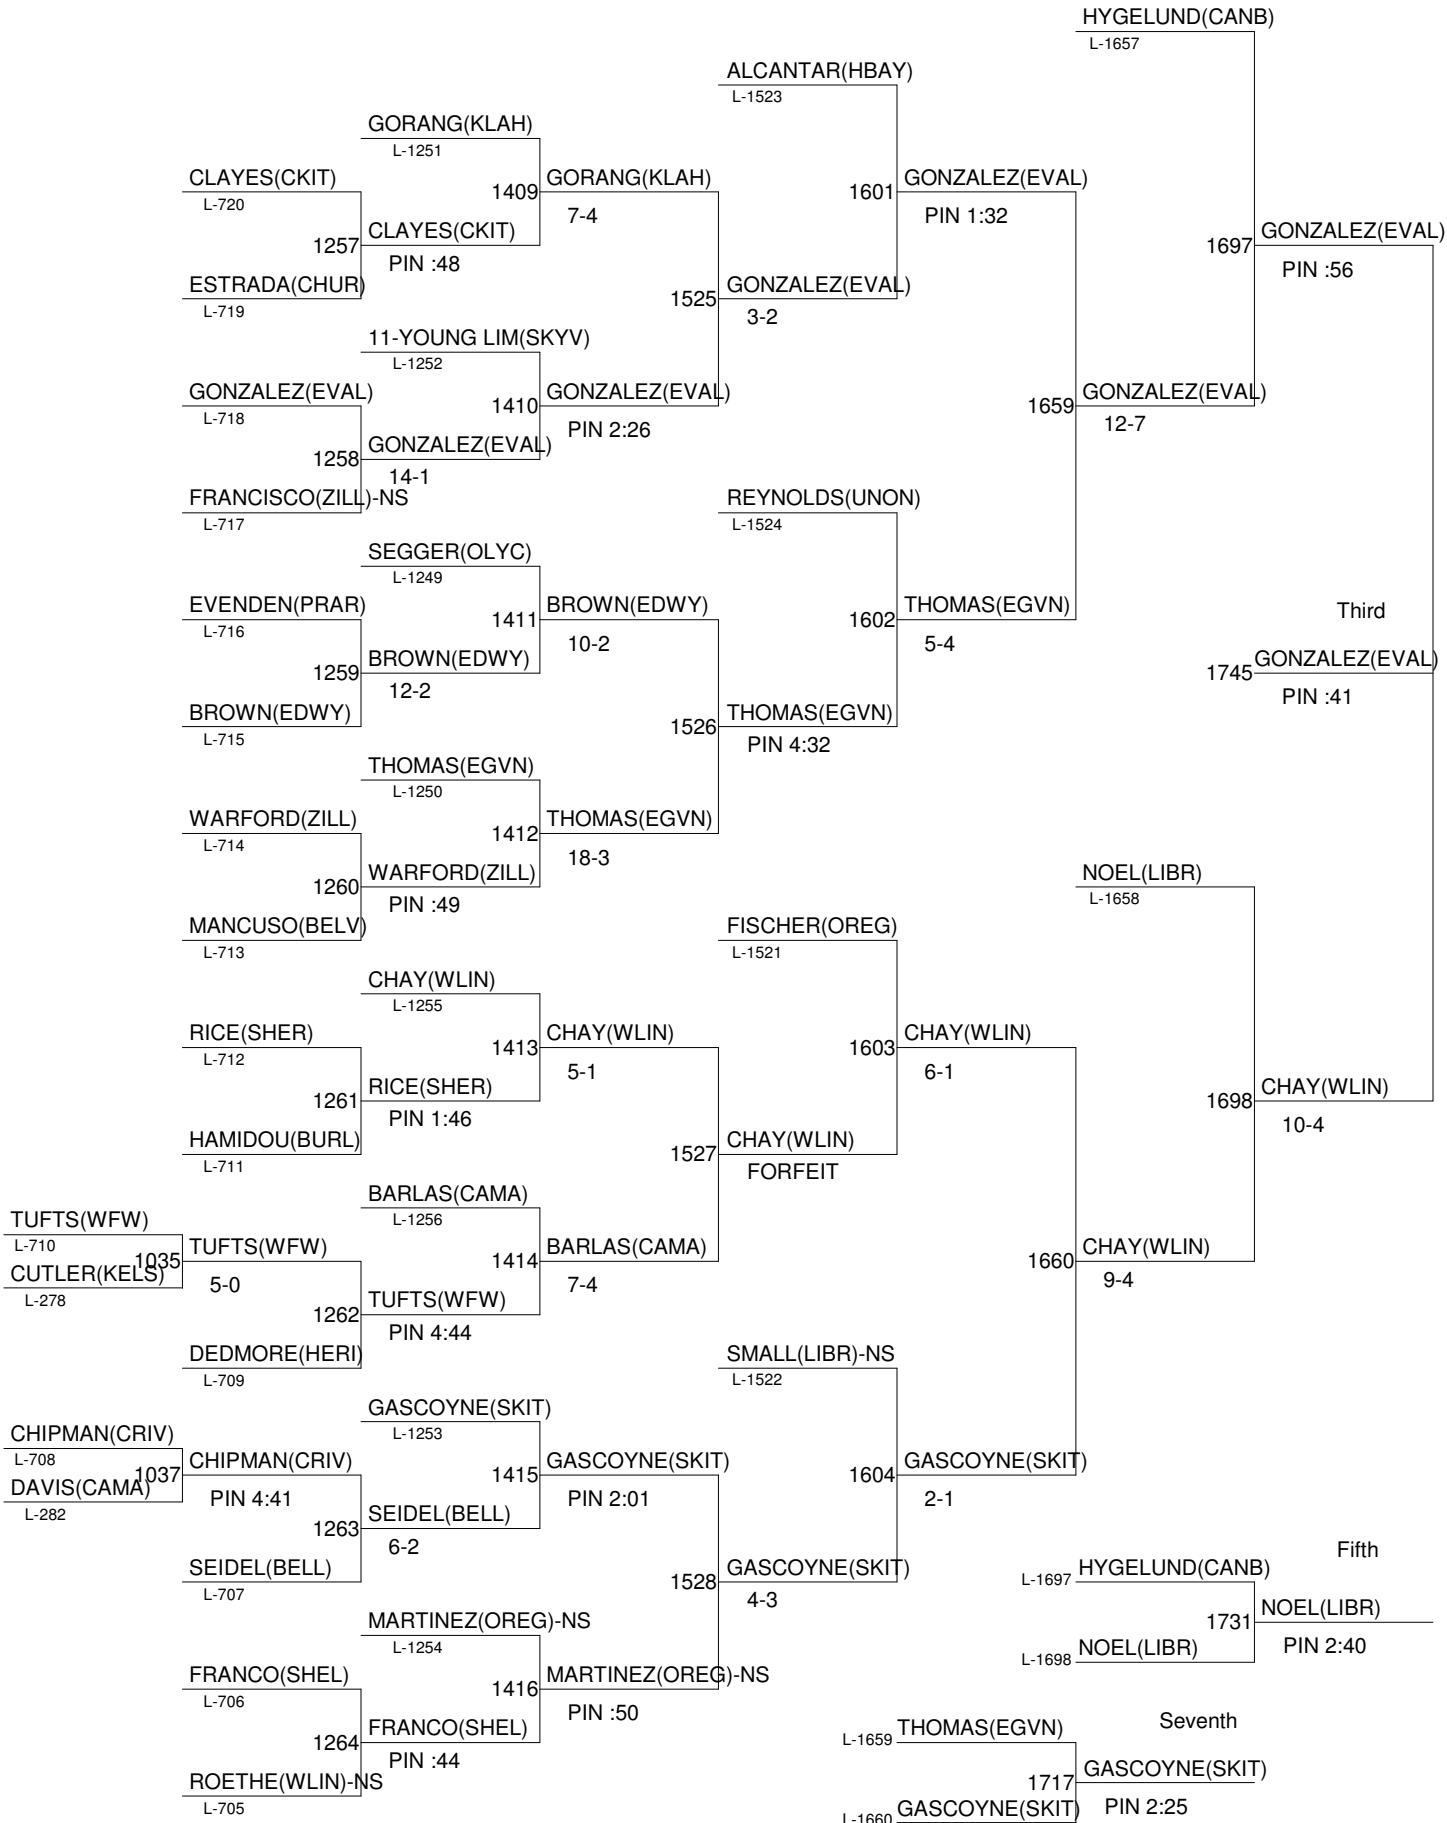 HYGELUND(CANB)
L-1657
ALCANTAR(HBAY)
L-1523
GORANG(KLAH)
L-1251
CLAYES(CKIT)
L-720
1409 GORANG(KLAH)
7-4
1601 GONZALEZ(EVAL)
PIN 1:32
1257 CLAYES(CKIT)
PIN :48
1697 GONZALEZ(EVAL)
PIN :56
ESTRADA(CHUR)
L-719
1525 GONZALEZ(EVAL)
3-2
11-YOUNG LIM(SKYV)
L-1252
GONZALEZ(EVAL)
L-718
1410 GONZALEZ(EVAL)
PIN 2:26
1659 GONZALEZ(EVAL)
12-7
1258 GONZALEZ(EVAL)
14-1
FRANCISCO(ZILL)-NS
L-717
REYNOLDS(UNON)
L-1524
SEGGER(OLYC)
L-1249
EVENDEN(PRAR)
L-716
1411 BROWN(EDWY)
10-2
1602 THOMAS(EGVN)
5-4
Third
1259 BROWN(EDWY)
12-2
1745 GONZALEZ(EVAL)
PIN :41
BROWN(EDWY)
L-715
1526 THOMAS(EGVN)
PIN 4:32
THOMAS(EGVN)
L-1250
WARFORD(ZILL)
L-714
1412 THOMAS(EGVN)
18-3
1260 WARFORD(ZILL)
PIN :49
NOEL(LIBR)
L-1658
MANCUSO(BELV)
L-713
FISCHER(OREG)
L-1521
CHAY(WLIN)
L-1255
RICE(SHER)
L-712
1413 CHAY(WLIN)
5-1
1603 CHAY(WLIN)
6-1
1261 RICE(SHER)
PIN 1:46
1698 CHAY(WLIN)
10-4
HAMIDOU(BURL)
L-711
1527 CHAY(WLIN)
FORFEIT
BARLAS(CAMA)
L-1256
TUFTS(WFW)
L-710
1035 TUFTS(WFW)
5-0
CUTLER(KELS)
L-278
1414 BARLAS(CAMA)
7-4
1660 CHAY(WLIN)
9-4
1262 TUFTS(WFW)
PIN 4:44
DEDMORE(HERI)
L-709
SMALL(LIBR)-NS
L-1522
GASCOYNE(SKIT)
L-1253
CHIPMAN(CRIV)
L-708
1037 CHIPMAN(CRIV)
PIN 4:41
DAVIS(CAMA)
L-282
1415 GASCOYNE(SKIT)
PIN 2:01
1604 GASCOYNE(SKIT)
2-1
1263 SEIDEL(BELL)
6-2
SEIDEL(BELL)
L-707
1528 GASCOYNE(SKIT)
4-3
Fifth
L-1697 HYGELUND(CANB)
1731 NOEL(LIBR)
PIN 2:40
L-1698 NOEL(LIBR)
MARTINEZ(OREG)-NS
L-1254
FRANCO(SHEL)
L-706
1416 MARTINEZ(OREG)-NS
PIN :50
1264 FRANCO(SHEL)
PIN :44
ROETHE(WLIN)-NS
L-705
Seventh
L-1659 THOMAS(EGVN)
1717 GASCOYNE(SKIT)
PIN 2:25
L-1660 GASCOYNE(SKIT)